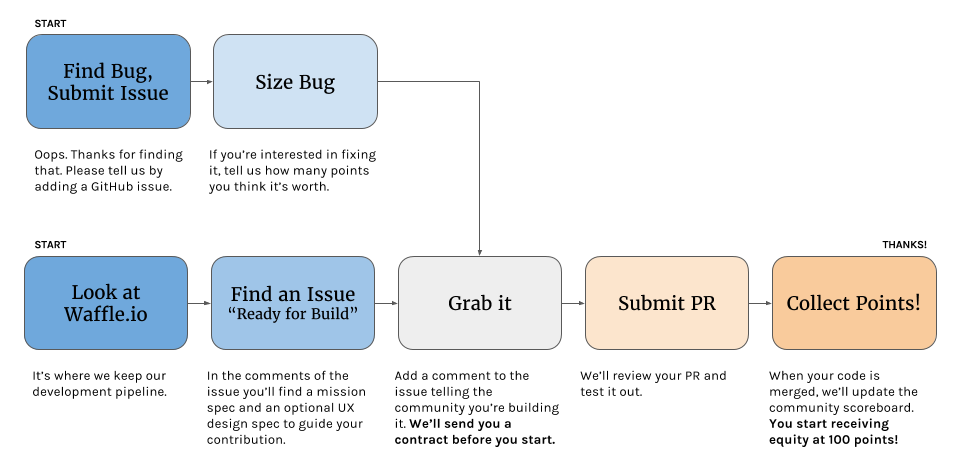 START
Find Bug,
Submit Issue
Size Bug
Oops. Thanks for finding
that. Please tell us by
adding a GitHub issue.
If you’re interested in fixing
it, tell us how many points
you think it’s worth.
START
THANKS!
Look at
Waffle.io
Find an Issue
“Ready for Build”
Grab it
Submit PR
Collect Points!
It’s where we keep our
development pipeline.
In the comments of the
issue you’ll find a mission
spec and an optional UX
design spec to guide your
contribution.
Add a comment to the
issue telling the
community you’re building
it. We’ll send you a
contract before you start.
We’ll review your PR and
test it out.
When your code is
merged, we’ll update the
community scoreboard.
You start receiving
equity at 100 points!